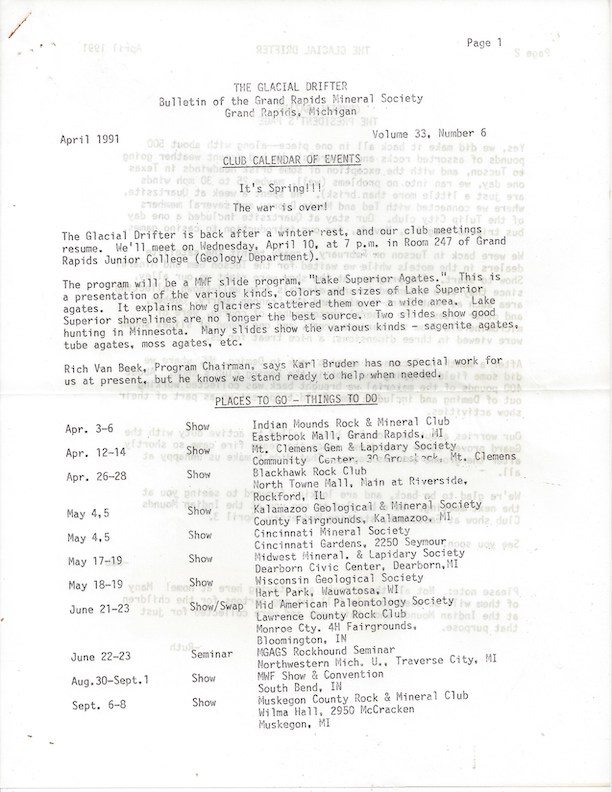 Page 1
THE GLACIAL DRIFTER
Bulletin of the Grand Rapids Mineral Society
Grand Rapids, Michigan
April 1991
Volume 33, Number 6
CLUB CALENDAR OF EVENTS
It's Spring!!!
The war is over!
The Glacial Drifter is back after a winter rest, and our club meetings
resume. We'll meet on Wednesday, April 10, at 7 p.m. in Room 247 of Grand
Rapids Junior College (Geology Department).
The program will be a MWF slide program, "Lake Superior Agates." This is
a presentation of the various kinds, colors and sizes of Lake Superior
agates. It explains how glaciers scattered them over a wide area. Lake
Superior shorelines are no longer the best source. Two slides show good
hunting in Minnesota. Many slides show the various kinds - sagenite agates,
tube agates, moss agates, etc.
Rich Van Beek, Program Chairman, says Karl Bruder has no special work for
us at present, but he knows we stand ready to help when needed.
PLACES TO GO - THINGS TO DO
Apr. 3-6 Show Indian Mounds Rock & Mineral Club
Eastbrook Mall, Grand Rapids, MI
Apr. 12-14 Show Mt. Clemens Gem & Lapidary Society
Community Center, Mt. Clemens
Apr. 26-28 Show Blackhawk Rock Club
North Towne Mall, Main at Riverside,
Rockford, IL
May 4,5 Show Kalamazoo Geological & Mineral Society
County Fairgrounds, Kalamazoo, MI
May 4,5 Show Cincinnati Mineral Society
Cincinnati Gardens, 2250 Seymour
May 17-19 Show Midwest Mineral. & Lapidary Society
Dearborn Civic Center, Dearborn,MI
May 18-19 Show Wisconsin Geological Society
Hart Park, Wauwatosa, WI
June 21-23 Show/Swap Mid American Paleontology Society
Lawrence County Rock Club
Monroe Cty. 4H Fairgrounds,
Bloomington, IN
June 22-23 Seminar MGAGS Rockhound Seminar
Northwestern Mich. U., Traverse City, MI
Aug.30-Sept.1 Show MWF Show & Convention
South Bend, IN
Sept. 6-8 Show Muskegon County Rock & Mineral Club
Wilma Hall, 2950 McCracken
Muskegon, MI